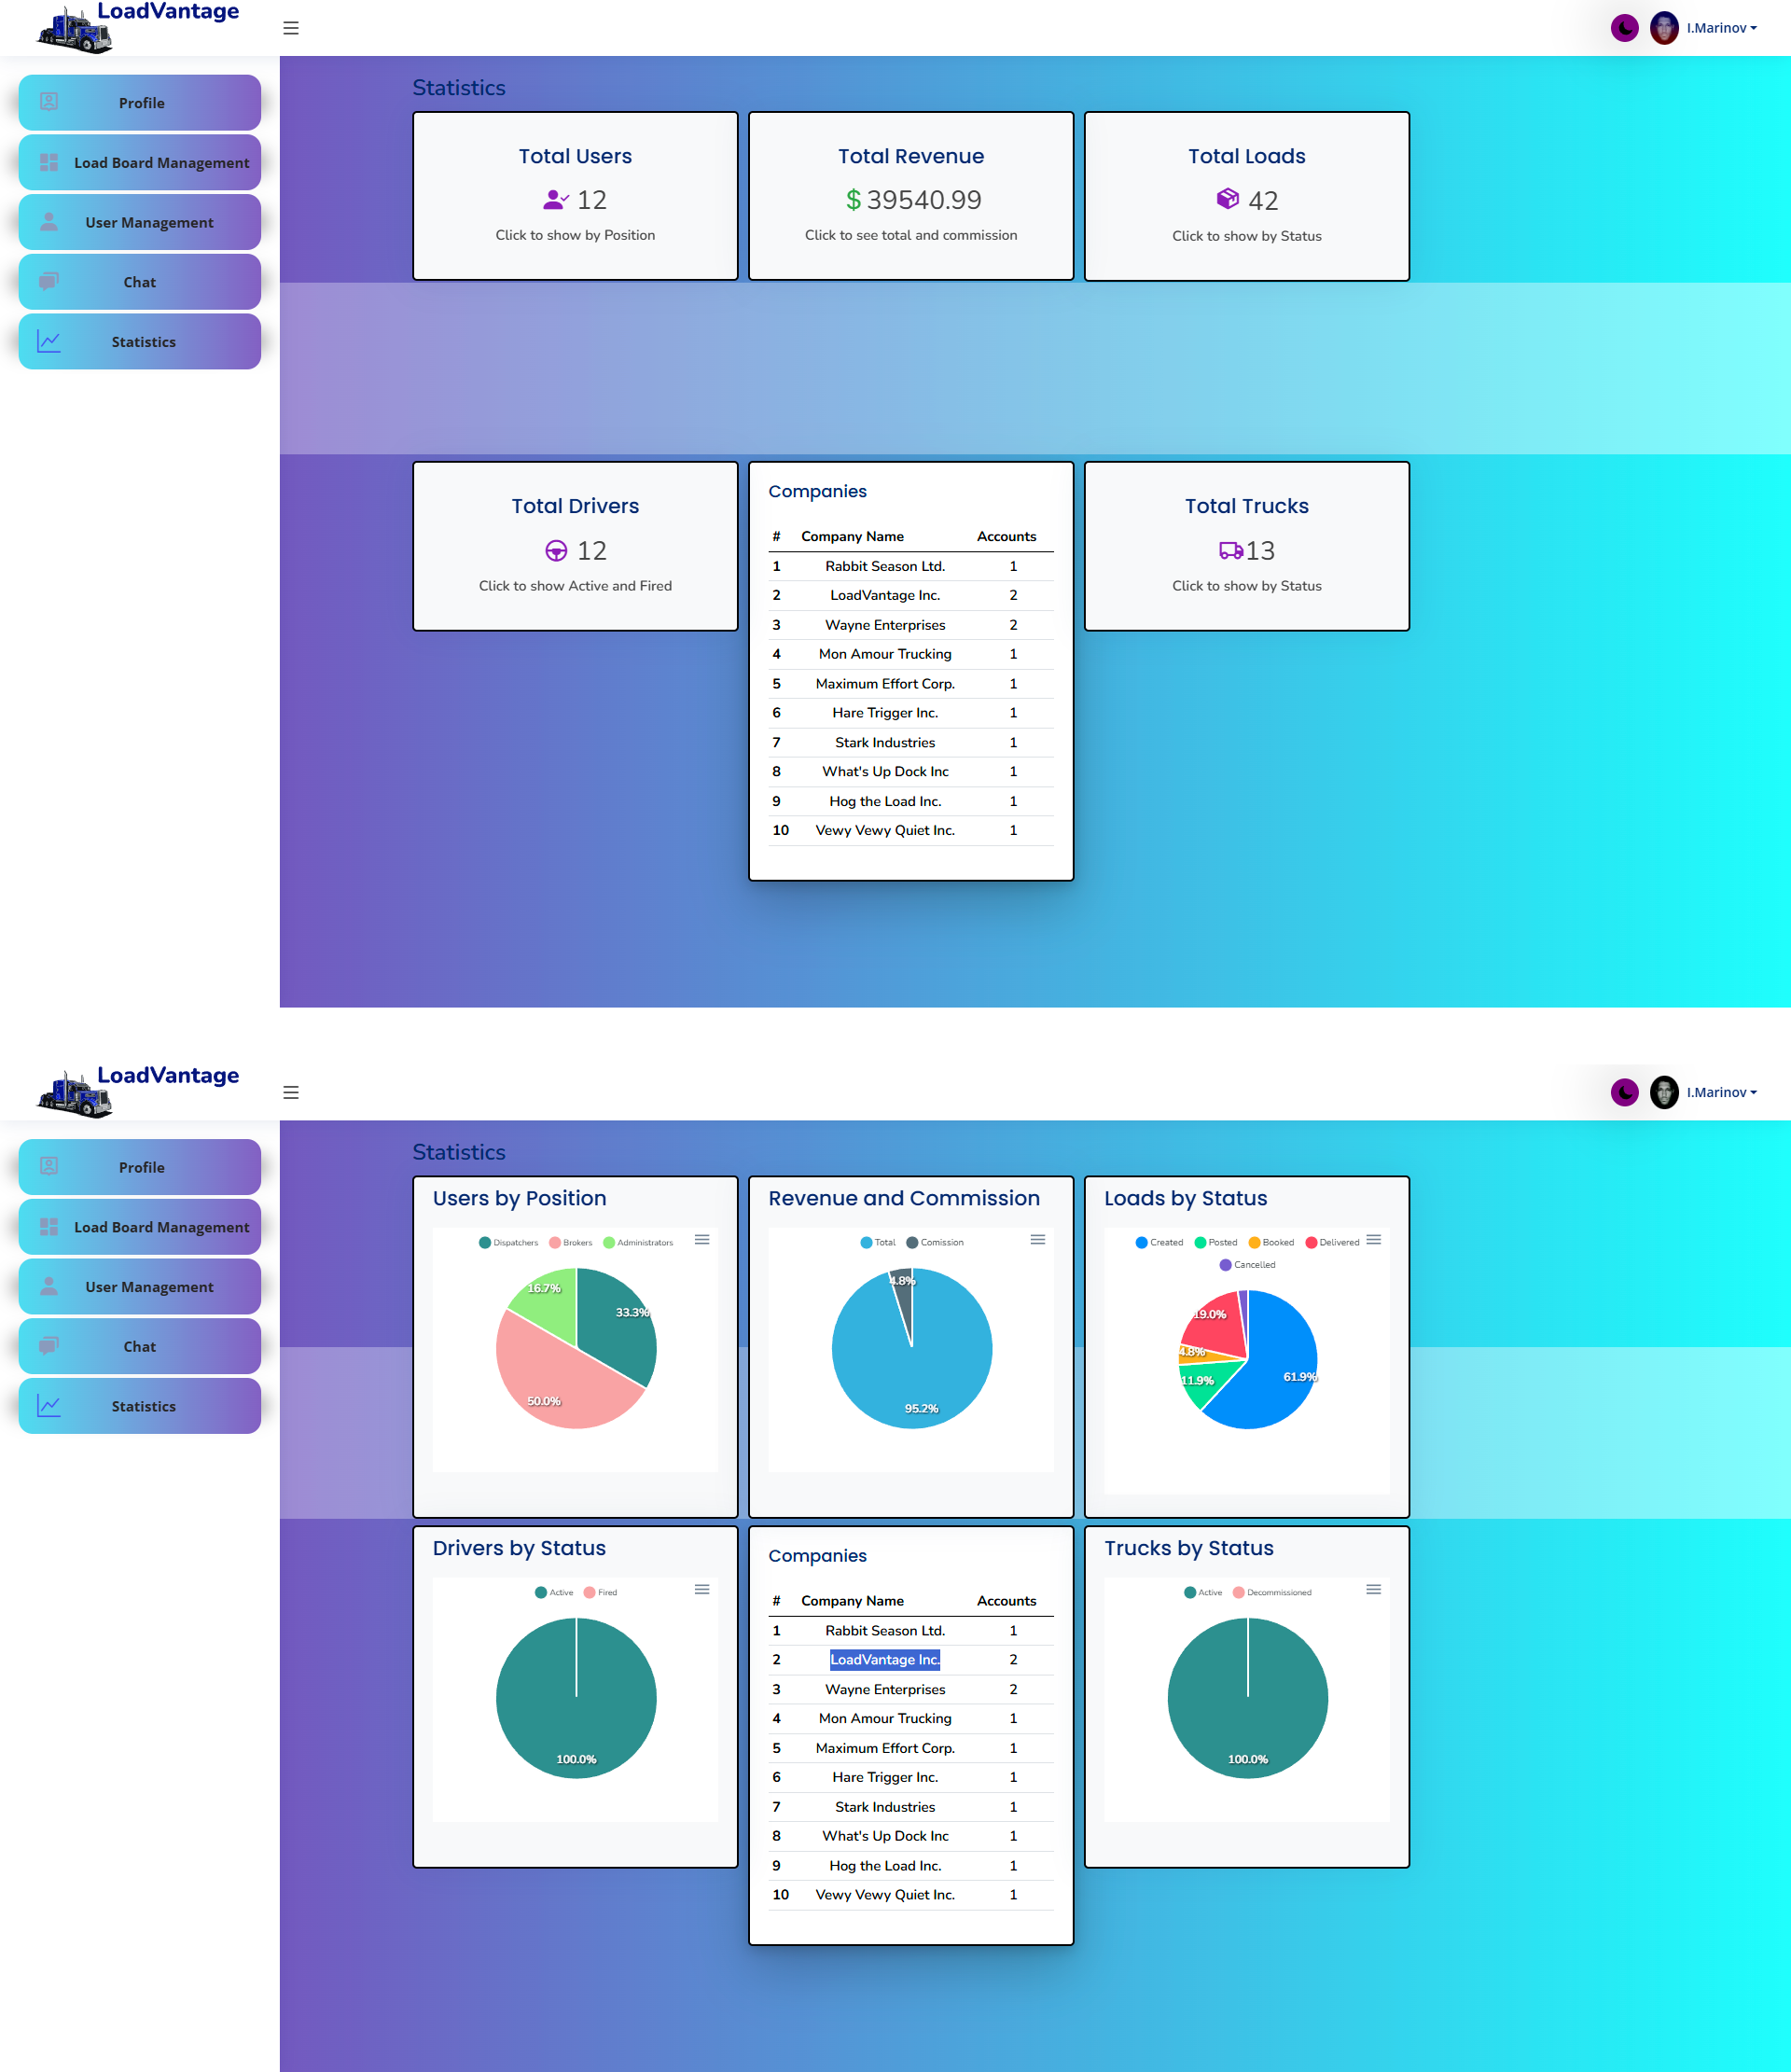 LoadVantage
I.Marinov
Profile
Load Board Management
User Management
Chat
Statistics
Statistics
Total Users
12
Click to show by Position
Total Revenue
$ 39540.99
Click to see total and commission
Total Loads
42
Click to show by Status
Total Drivers
12
Click to show Active and Fired
Companies
# Company Name Accounts
1 Rabbit Season Ltd. 1
2 LoadVantage Inc. 2
3 Wayne Enterprises 2
4 Mon Amour Trucking 1
5 Maximum Effort Corp. 1
6 Hare Trigger Inc. 1
7 Stark Industries 1
8 What's Up Dock Inc 1
9 Hog the Load Inc. 1
10 Vewy Vewy Quiet Inc. 1
Total Trucks
13
Click to show by Status
LoadVantage
I.Marinov
Profile
Load Board Management
User Management
Chat
Statistics
Statistics
Users by Position
Dispatchers Brokers Administrators
16.7%
33.3%
50.0%
Revenue and Commission
Total Comission
4.8%
95.2%
Loads by Status
Created Posted Booked Delivered
Cancelled
19.0%
4.8%
11.9%
61.9%
Drivers by Status
Active Fired
100.0%
Companies
# Company Name Accounts
1 Rabbit Season Ltd. 1
2 LoadVantage Inc. 2
3 Wayne Enterprises 2
4 Mon Amour Trucking 1
5 Maximum Effort Corp. 1
6 Hare Trigger Inc. 1
7 Stark Industries 1
8 What's Up Dock Inc 1
9 Hog the Load Inc. 1
10 Vewy Vewy Quiet Inc. 1
Trucks by Status
Active Decommissioned
100.0%